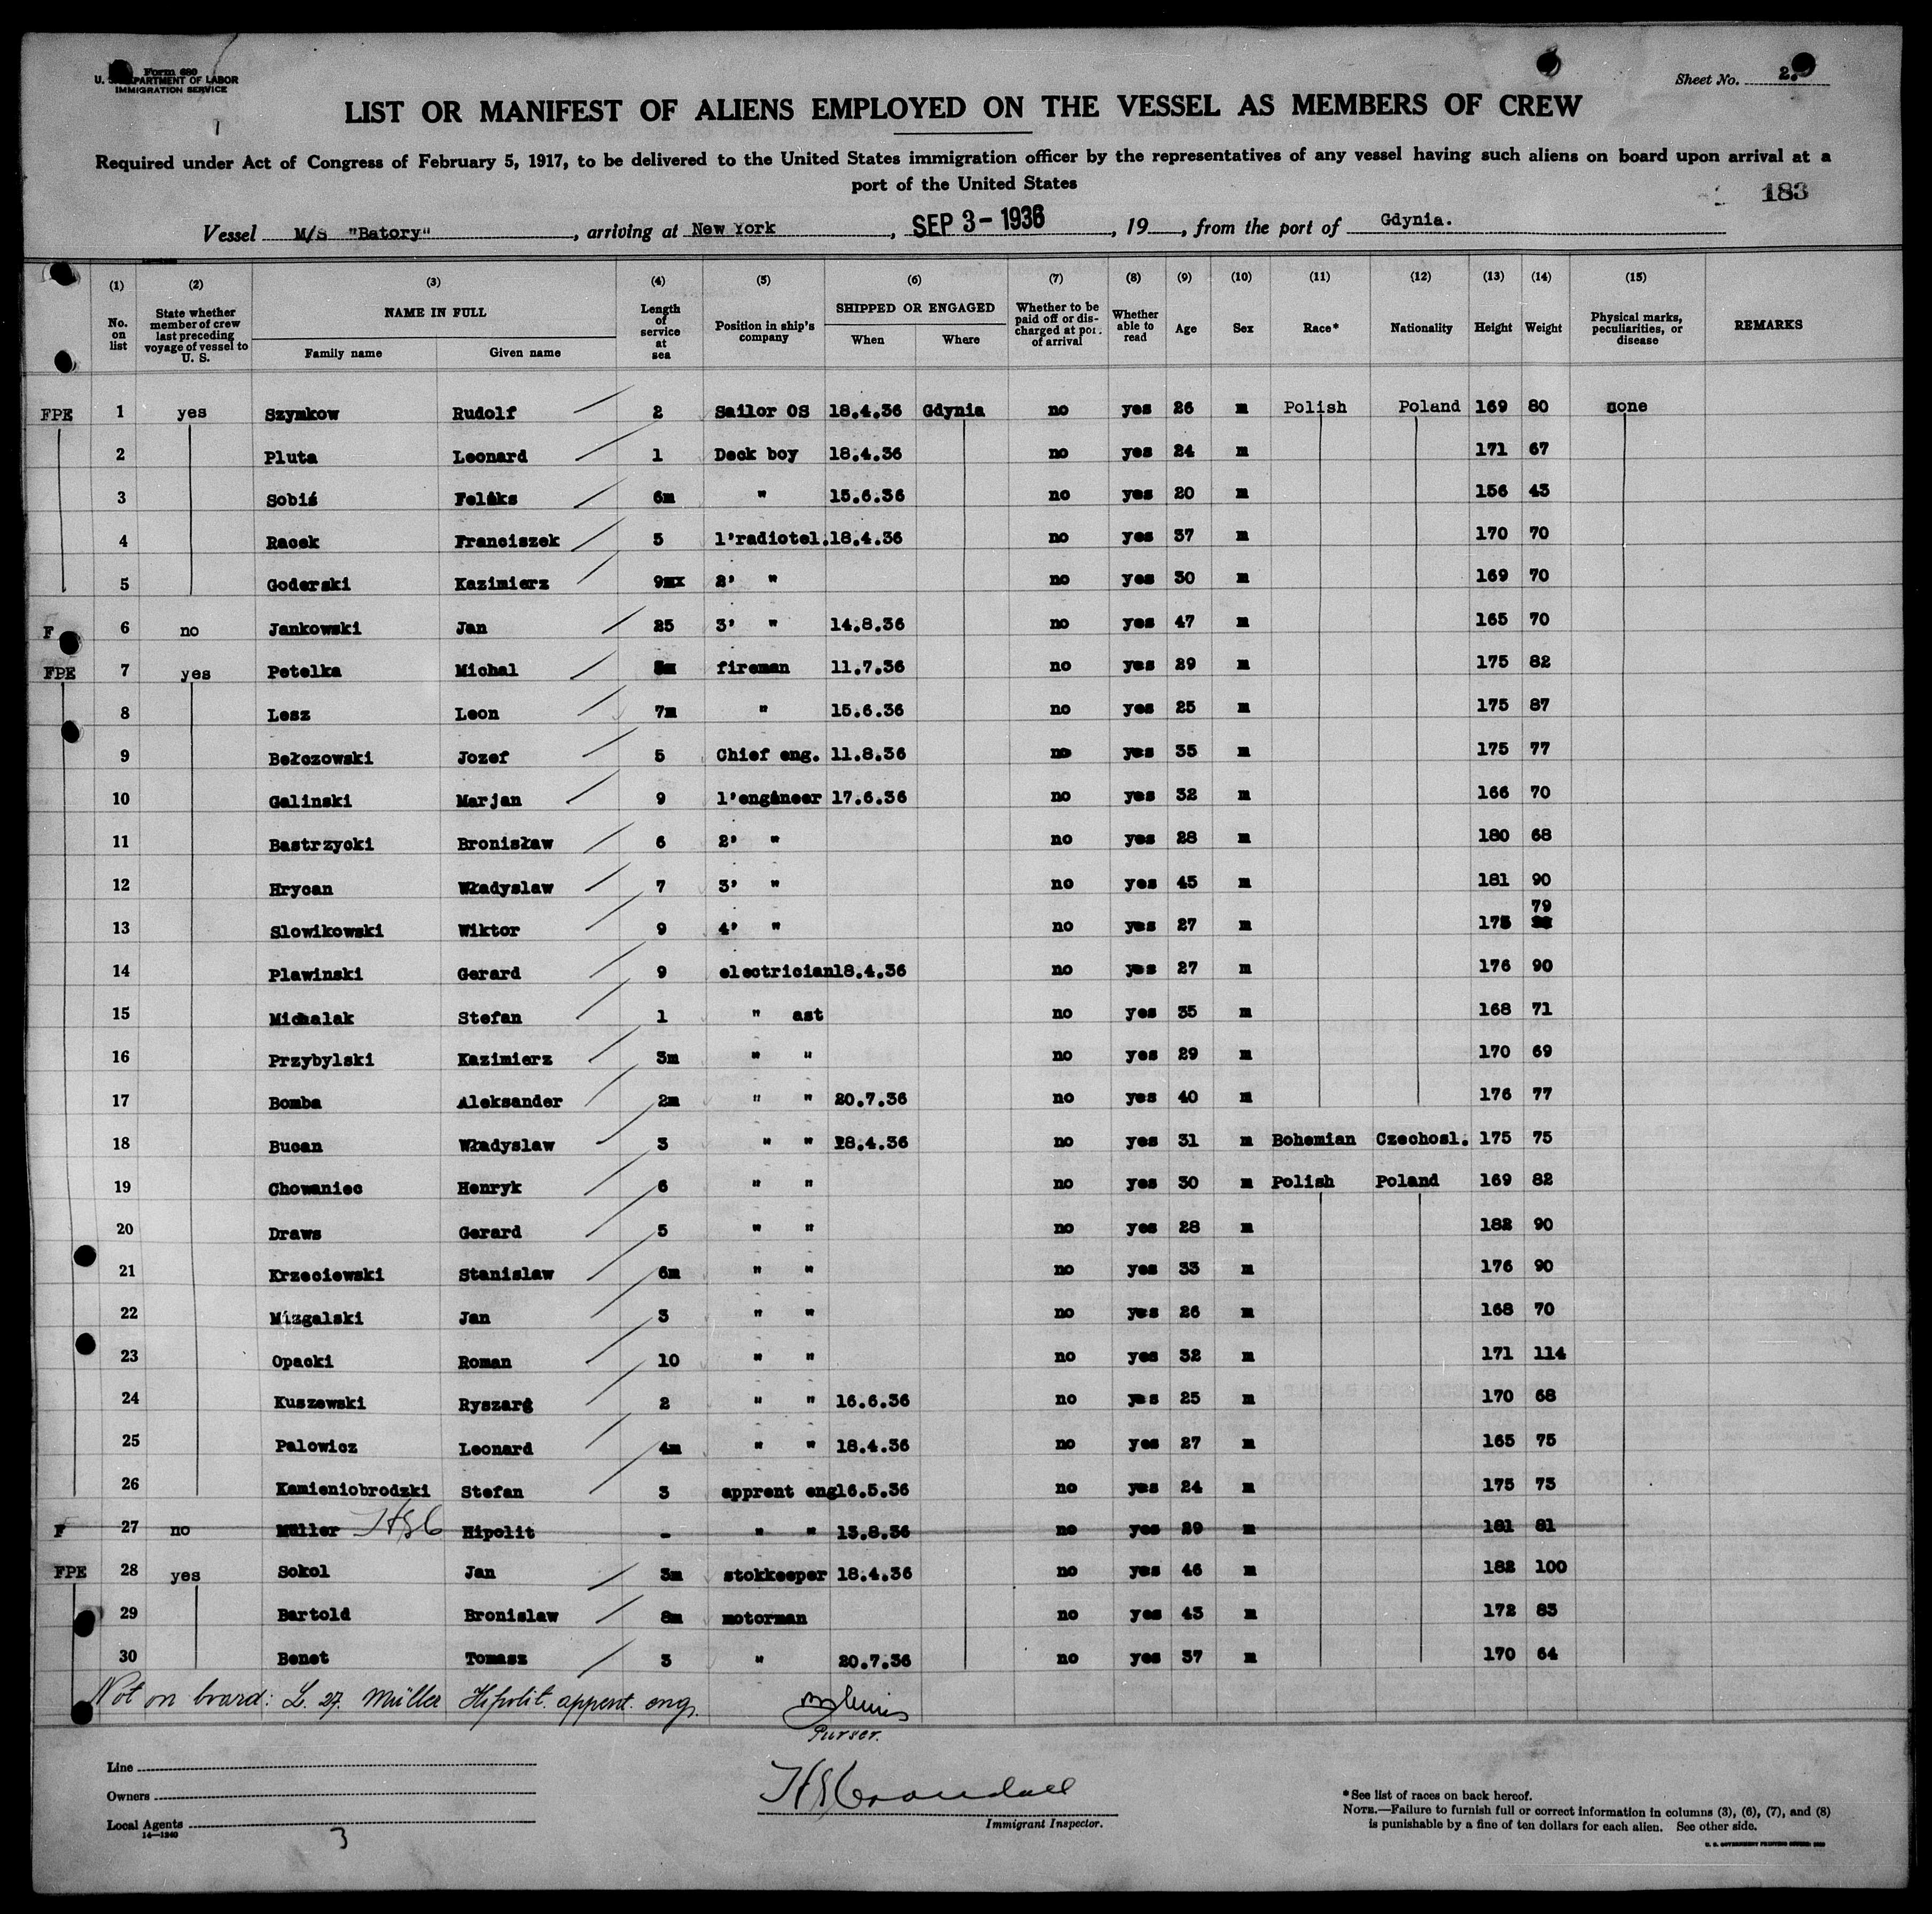 Form 680
U. S. DEPARTMENT OF LABOR
IMMIGRATION SERVICE
Sheet No. 2.
LIST OR MANIFEST OF ALIENS EMPLOYED ON THE VESSEL AS MEMBERS OF CREW
Required under Act of Congress of February 5, 1917, to be delivered to the United States immigration officer by the representatives of any vessel having such aliens on board upon arrival at a
port of the United States
183
Vessel M/S "Batory", arriving at New York, SEP 3 - 1936, 19, from the port of Gdynia.
(1) (2) (3) (4) (5) (6) (7) (8) (9) (10) (11) (12) (13) (14) (15)
No. on list State whether member of crew last preceding voyage of vessel to U. S. NAME IN FULL Family name Given name Length of service at sea Position in ship's company SHIPPED OR ENGAGED When Where Whether to be paid off or discharged at port of arrival Whether able to read Age Sex Race* Nationality Height Weight Physical marks, peculiarities, or disease REMARKS
FPE 1 yes Szymkow Rudolf 2 Sailor OS 18.4.36 Gdynia no yes 26 m Polish Poland 169 80 none
2 Pluta Leonard 1 Deck boy 18.4.36 no yes 24 m 171 67
3 Sobiś Feliks 6m " 15.6.36 no yes 20 m 156 43
4 Racek Franciszek 5 1'radiotel. 18.4.36 no yes 37 m 170 70
5 Goderski Kazimierz 9mx 2' " no yes 30 m 169 70
F 6 no Jankowski Jan 25 3' " 14.8.36 no yes 47 m 165 70
FPE 7 yes Petelka Michal fireman 11.7.36 no yes 29 m 175 82
8 Lesz Leon 7m " 15.6.36 no yes 25 m 175 87
9 Bełczowski Jozef 5 Chief eng. 11.8.36 no yes 35 m 175 77
10 Galinski Marjan 9 1'engineer 17.6.36 no yes 32 m 166 70
11 Bastrzycki Bronisław 6 2' " no yes 28 m 180 68
12 Hrycan Władyslaw 7 3' " no yes 45 m 181 90
13 Slowikowski Wiktor 9 4' " no yes 27 m 175 79
14 Plawinski Gerard 9 electrician 18.4.36 no yes 27 m 176 90
15 Michalak Stefan 1 " ast no yes 35 m 168 71
16 Przybylski Kazimierz 3m " " no yes 29 m 170 69
17 Bomba Aleksander 2m " " 20.7.36 no yes 40 m 176 77
18 Bucan Władyslaw 3 " " 18.4.36 no yes 31 m Bohemian Czechosl. 175 75
19 Chowaniec Henryk 6 " " no yes 30 m Polish Poland 169 82
20 Draws Gerard 5 " " no yes 28 m 182 90
21 Krzeciewski Stanislaw 6m " " no yes 33 m 176 90
22 Mizgalski Jan 3 " " no yes 26 m 168 70
23 Opacki Roman 10 " " no yes 32 m 171 114
24 Kuszewski Ryszard 2 " " 16.6.36 no yes 25 m 170 68
25 Palowicz Leonard 4m " " 18.4.36 no yes 27 m 165 75
26 Kamieniobrodzki Stefan 3 apprent eng 16.5.36 no yes 24 m 175 73
F 27 no Müller HSC Hipolit - " " 13.8.36 no yes 29 m 181 81
FPE 28 yes Sokol Jan 3m stokkeeper 18.4.36 no yes 46 m 182 100
29 Bartold Bronislaw 8m motorman no yes 43 m 172 83
30 Benet Tomasz 3 " 20.7.36 no yes 37 m 170 64
Not on board: L. 27. Müller Hipolit. apprent. eng.
Purser.
Line
Owners
Local Agents
14—1240
3
HSCrandall
Immigrant Inspector.
*See list of races on back hereof.
NOTE.—Failure to furnish full or correct information in columns (3), (6), (7), and (8)
is punishable by a fine of ten dollars for each alien. See other side.